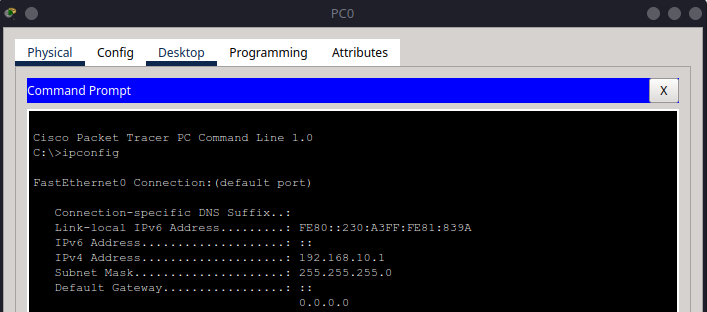 PC0
Physical Config Desktop Programming Attributes
Command Prompt X
Cisco Packet Tracer PC Command Line 1.0
C:\>ipconfig
FastEthernet0 Connection:(default port)
Connection-specific DNS Suffix..:
Link-local IPv6 Address.........: FE80::230:A3FF:FE81:839A
IPv6 Address....................: ::
IPv4 Address....................: 192.168.10.1
Subnet Mask.....................: 255.255.255.0
Default Gateway.................: ::
0.0.0.0